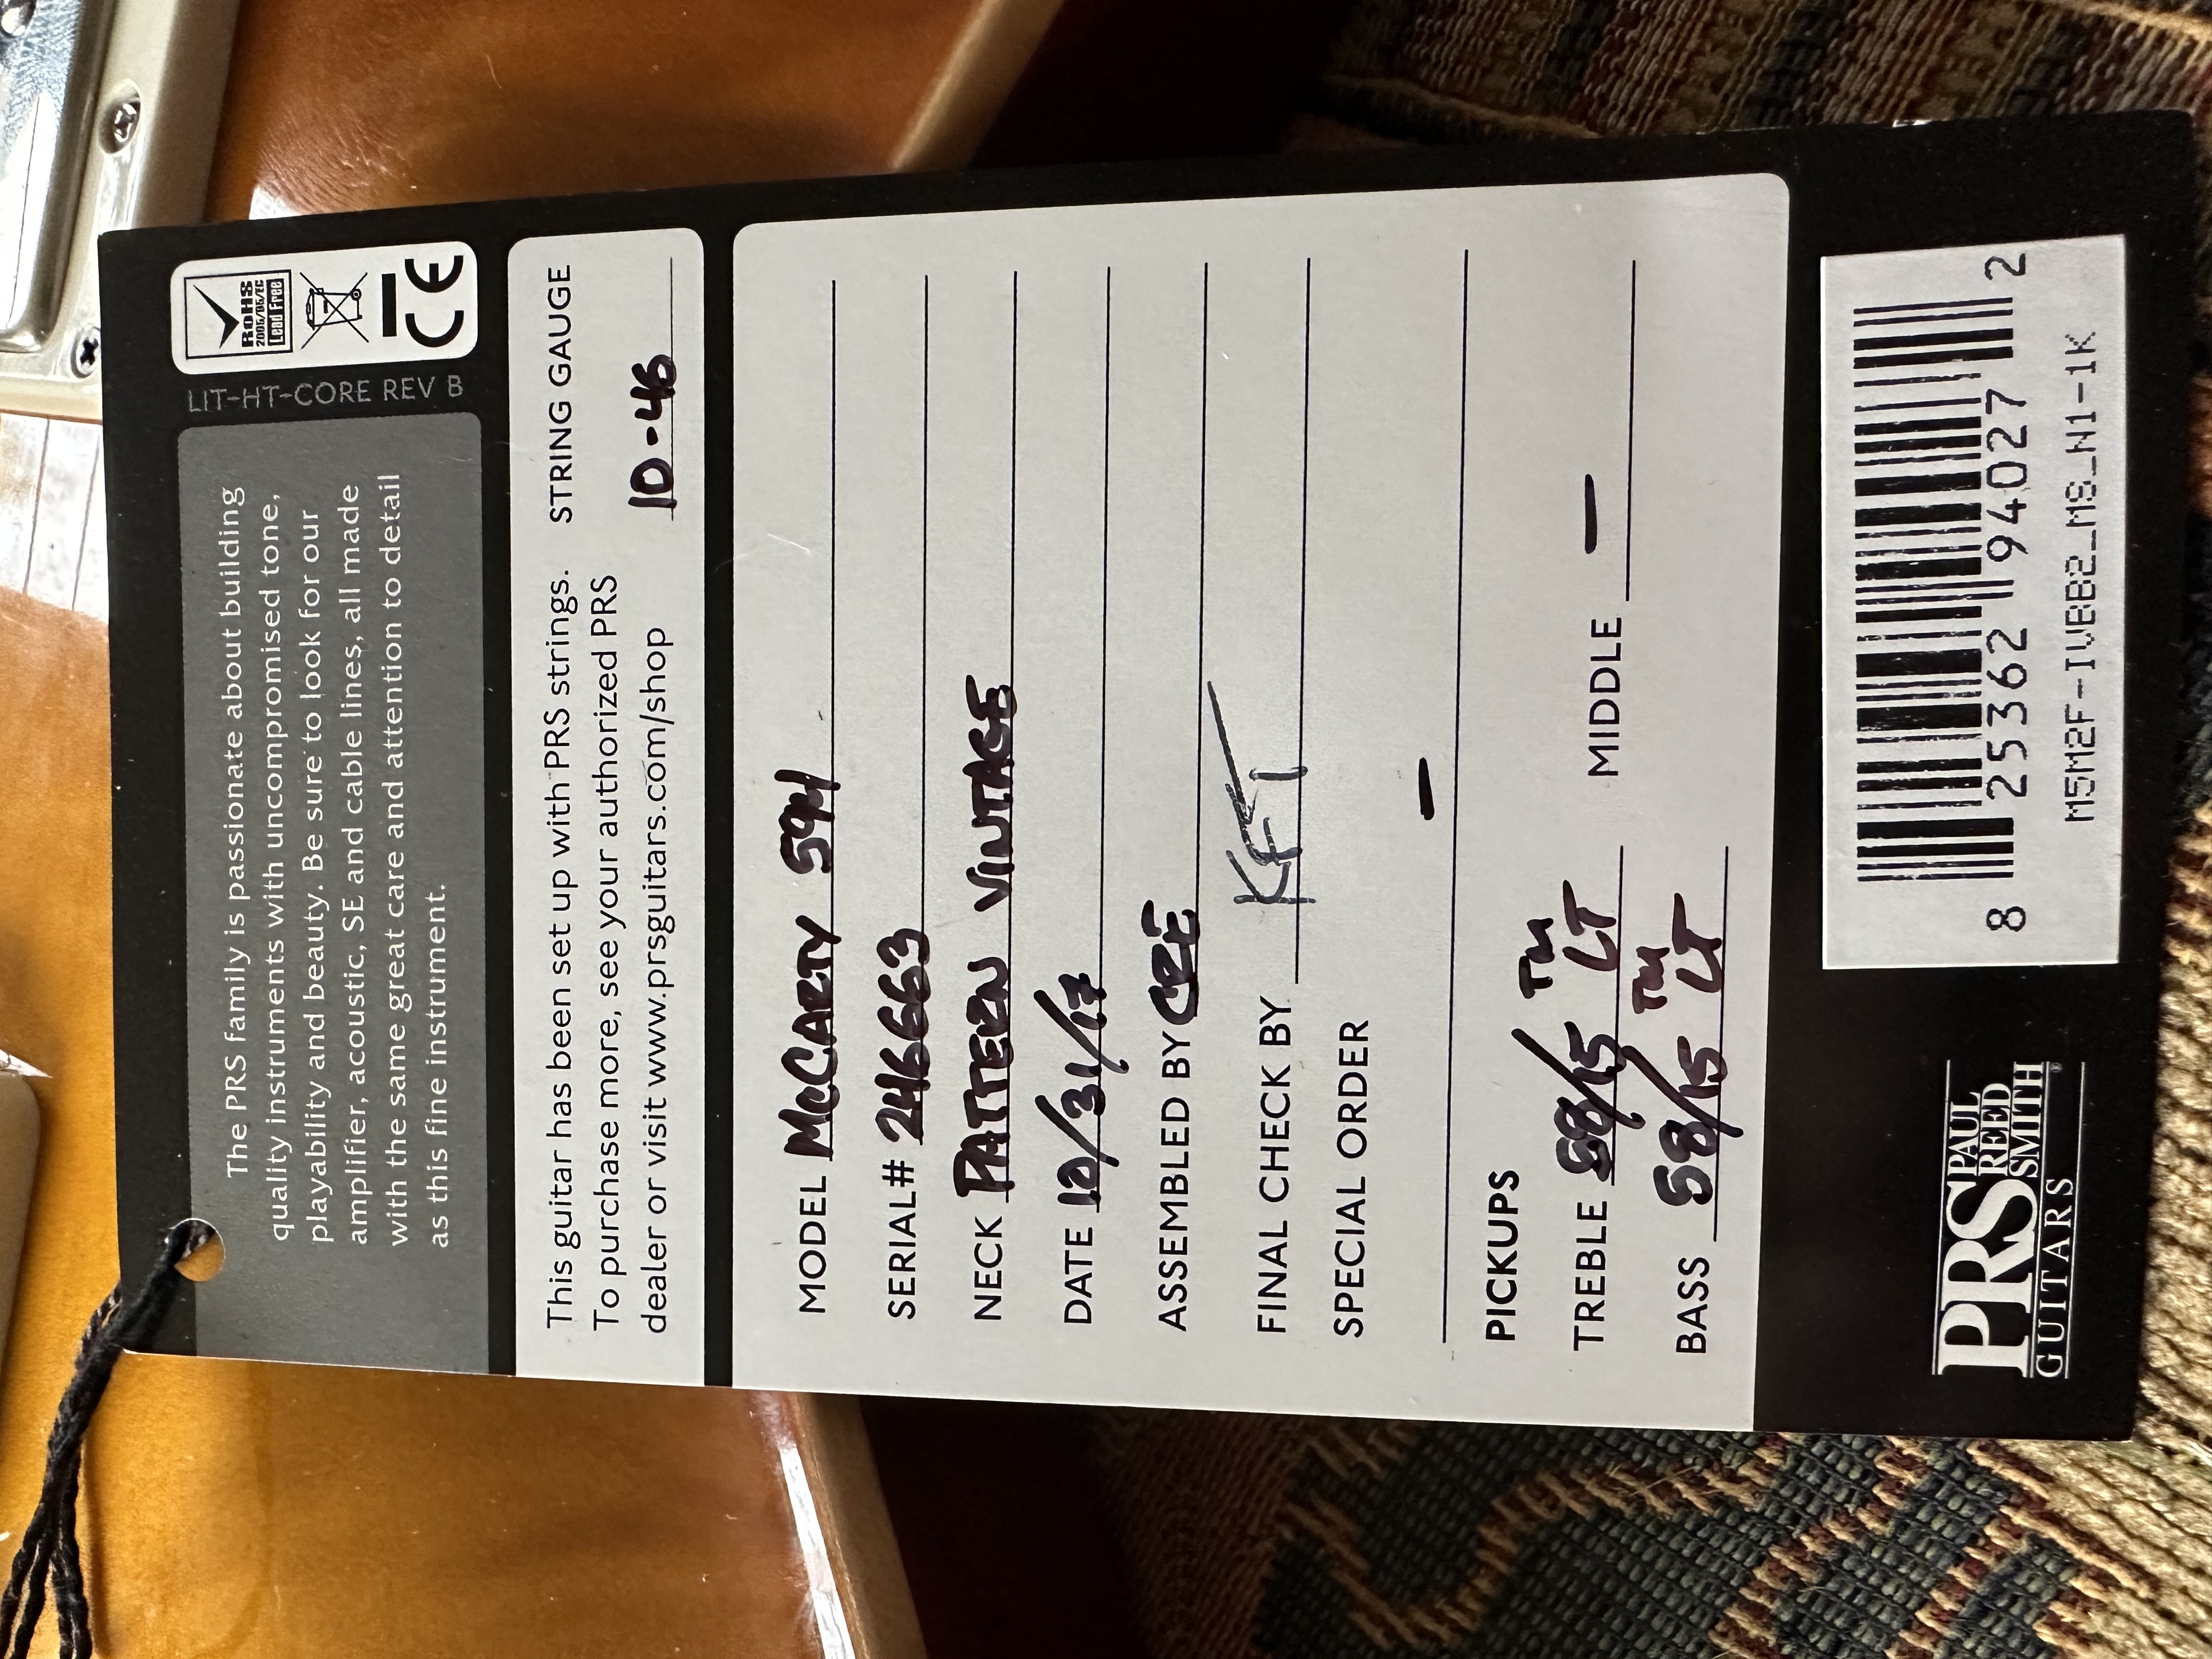 The PRS family is passionate about building
quality instruments with uncompromised tone,
playability and beauty. Be sure to look for our
amplifier, acoustic, SE and cable lines, all made
with the same great care and attention to detail
as this fine instrument.
LIT-HT-CORE REV B
RoHS
2005/95/EC
Lead Free
CE
This guitar has been set up with PRS strings.
To purchase more, see your authorized PRS
dealer or visit www.prsguitars.com/shop
STRING GAUGE
10-46
MODEL McCARTY 594
SERIAL# 246663
NECK PATTERN VINTAGE
DATE 10/31/17
ASSEMBLED BY
FINAL CHECK BY
SPECIAL ORDER
—
PICKUPS
TREBLE 58/15 TM LT MIDDLE —
BASS 58/15 TM LT
PRS PAUL REED SMITH®
GUITARS
8 25362 94027 2